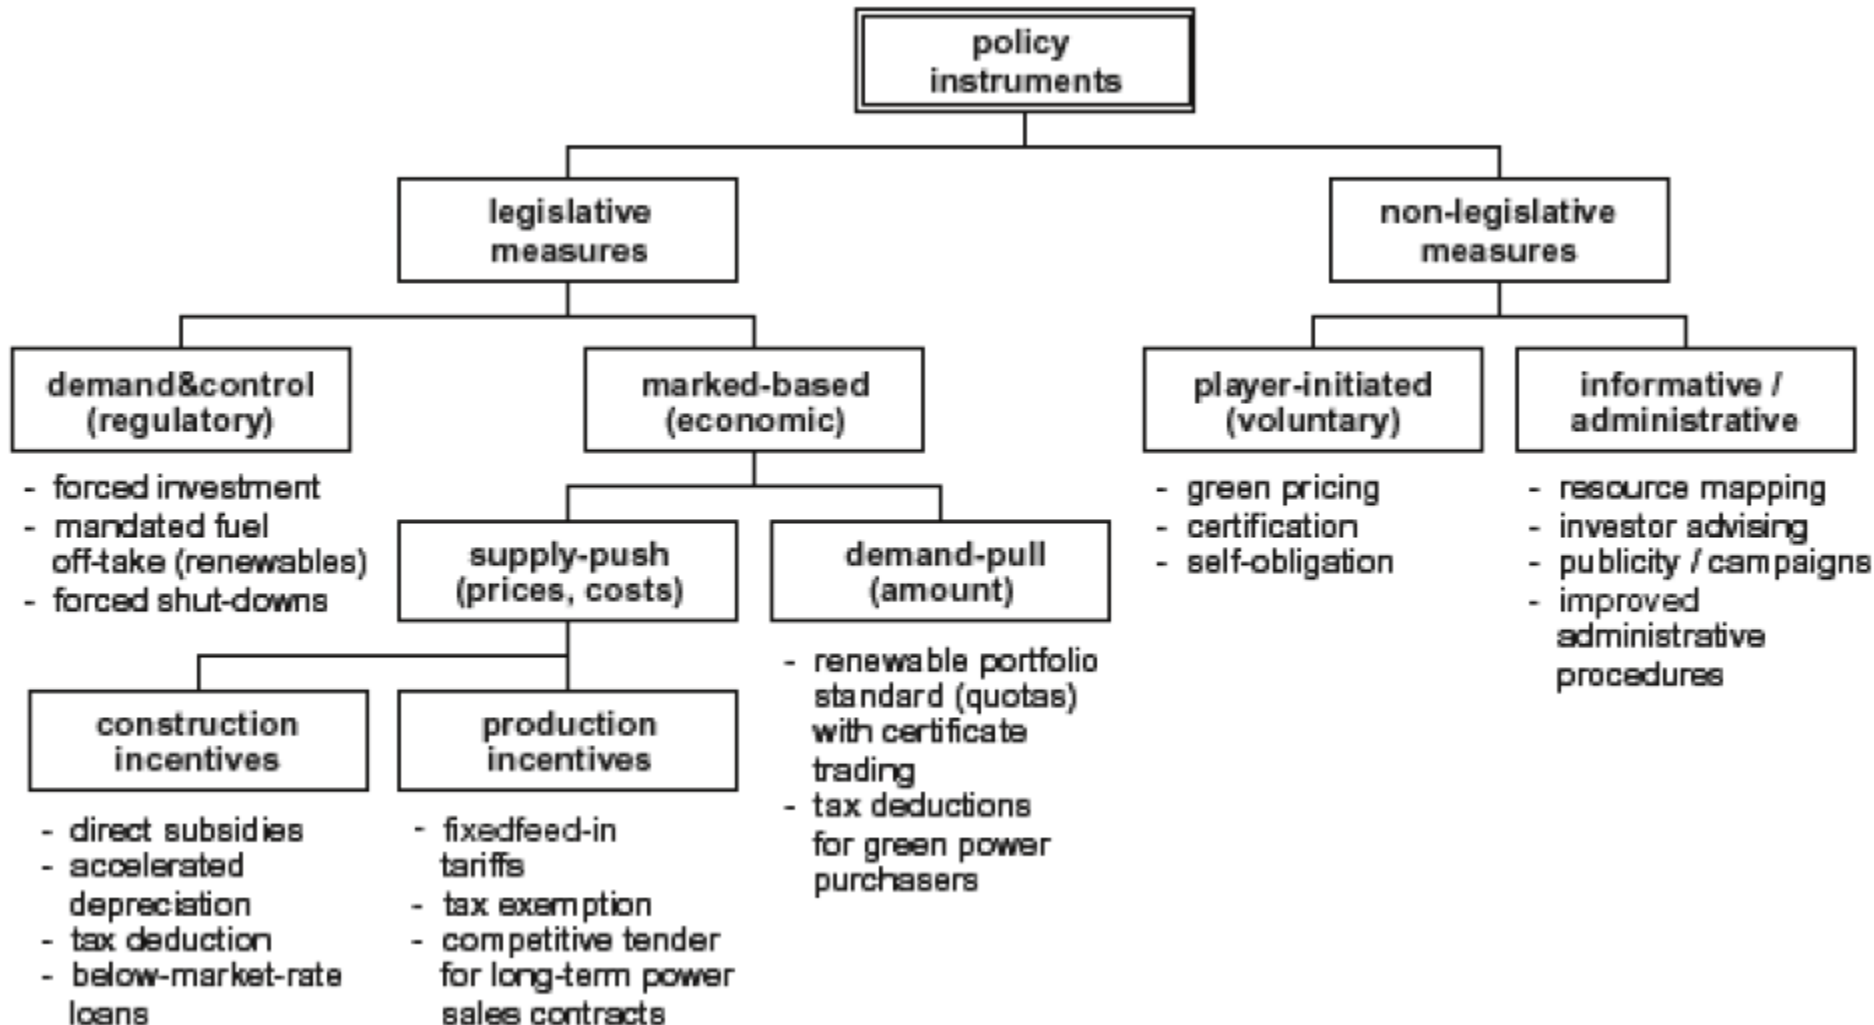 policy
instruments
legislative
measures
non-legislative
measures
demand&control
(regulatory)
marked-based
(economic)
player-initiated
(voluntary)
informative /
administrative
- forced investment
- mandated fuel
off-take (renewables)
- forced shut-downs
supply-push
(prices, costs)
demand-pull
(amount)
- green pricing
- certification
- self-obligation
- resource mapping
- investor advising
- publicity / campaigns
- improved
administrative
procedures
construction
incentives
production
incentives
- renewable portfolio
standard (quotas)
with certificate
trading
- tax deductions
for green power
purchasers
- direct subsidies
- accelerated
depreciation
- tax deduction
- below-market-rate
loans
- fixedfeed-in
tariffs
- tax exemption
- competitive tender
for long-term power
sales contracts